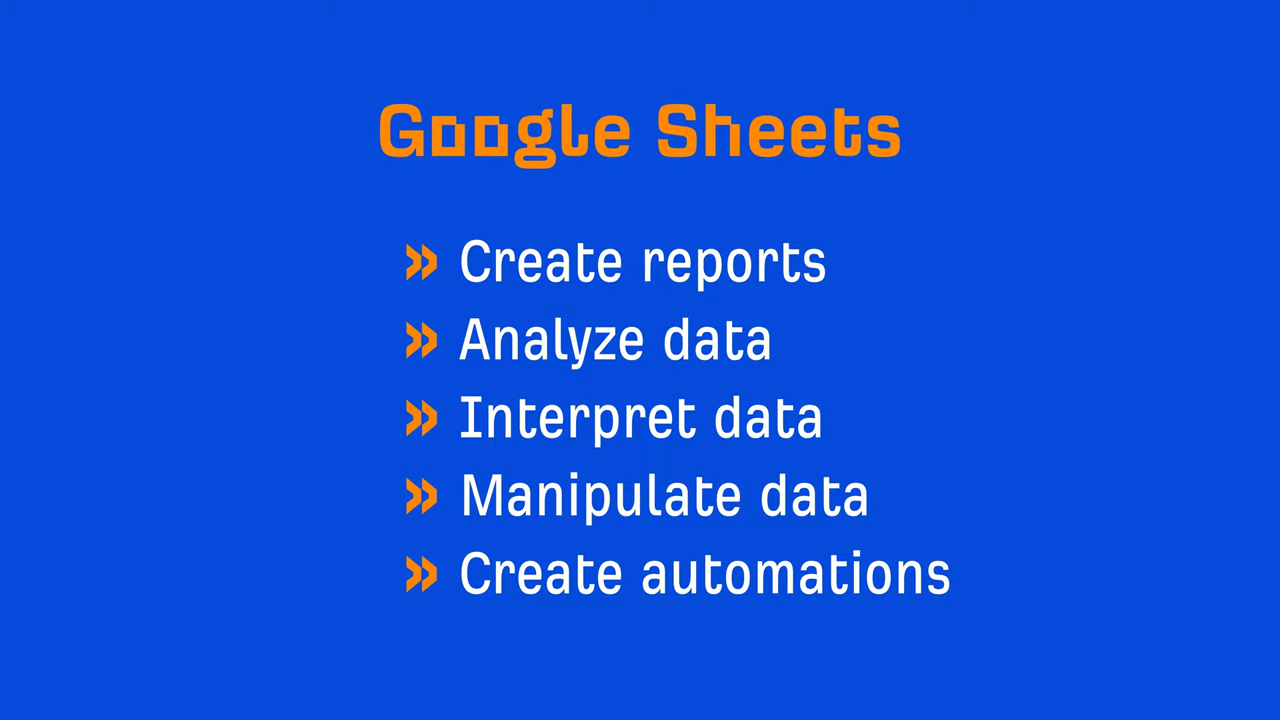 Google Sheets
» Create reports
» Analyze data
» Interpret data
» Manipulate data
» Create automations